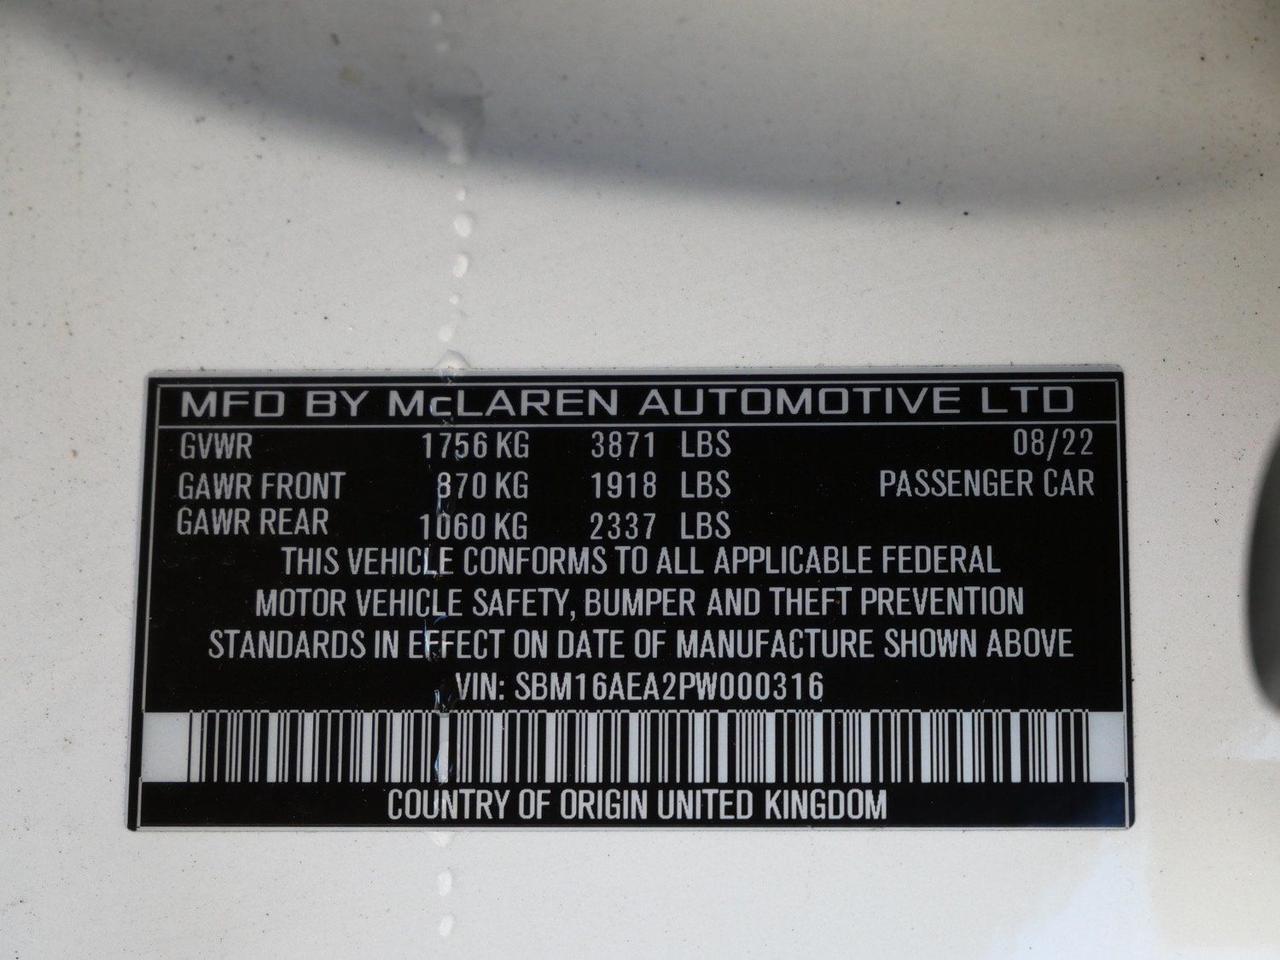 MFD BY McLAREN AUTOMOTIVE LTD
GVWR 1756 KG 3871 LBS 08/22
GAWR FRONT 870 KG 1918 LBS PASSENGER CAR
GAWR REAR 1060 KG 2337 LBS
THIS VEHICLE CONFORMS TO ALL APPLICABLE FEDERAL
MOTOR VEHICLE SAFETY, BUMPER AND THEFT PREVENTION
STANDARDS IN EFFECT ON DATE OF MANUFACTURE SHOWN ABOVE
VIN: SBM16AEA2PW000316
COUNTRY OF ORIGIN UNITED KINGDOM